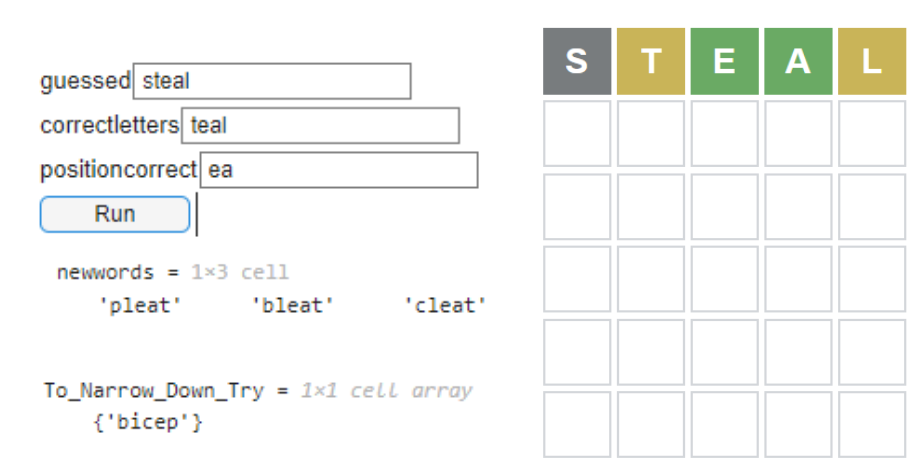 guessed steal
correctletters teal
positioncorrect ea
Run
newwords = 1×3 cell
'pleat' 'bleat' 'cleat'
To_Narrow_Down_Try = 1×1 cell array
{'bicep'}
S T E A L